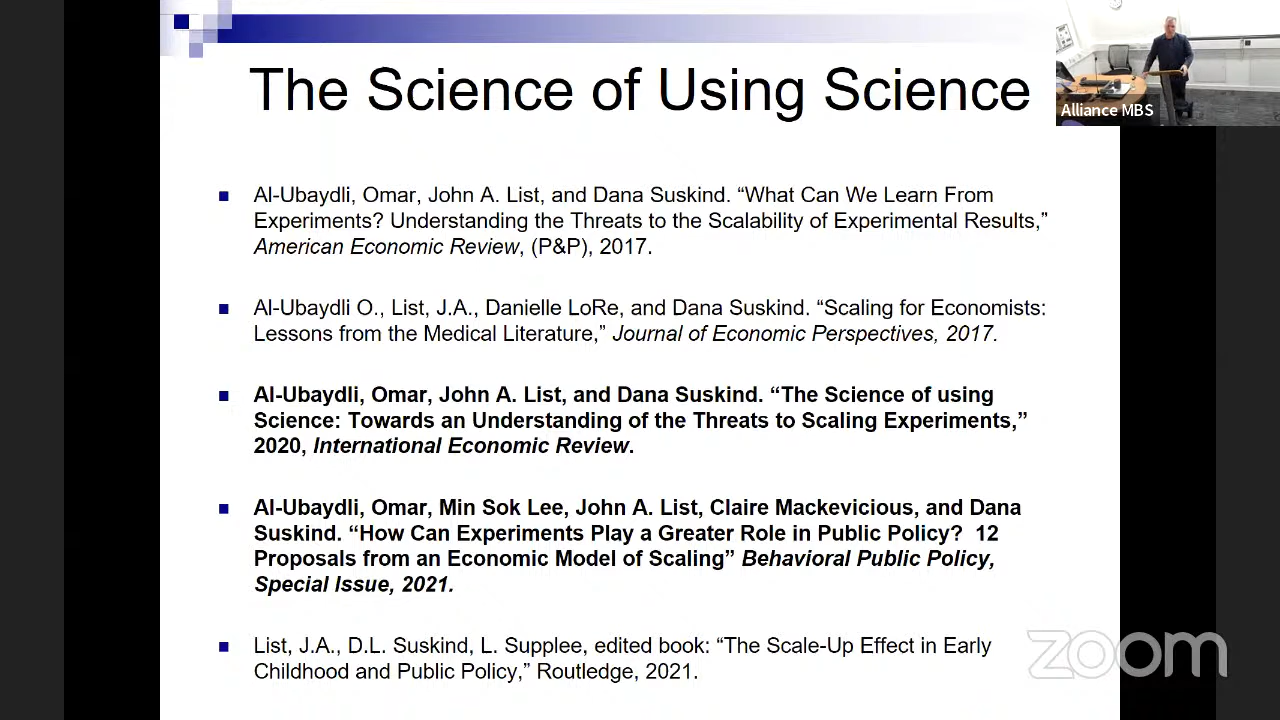 The Science of Using Science
Alliance MBS
Al-Ubaydli, Omar, John A. List, and Dana Suskind. “What Can We Learn From
Experiments? Understanding the Threats to the Scalability of Experimental Results,”
American Economic Review, (P&P), 2017.
Al-Ubaydli O., List, J.A., Danielle LoRe, and Dana Suskind. “Scaling for Economists:
Lessons from the Medical Literature,” Journal of Economic Perspectives, 2017.
Al-Ubaydli, Omar, John A. List, and Dana Suskind. “The Science of using
Science: Towards an Understanding of the Threats to Scaling Experiments,”
2020, International Economic Review.
Al-Ubaydli, Omar, Min Sok Lee, John A. List, Claire Mackevicious, and Dana
Suskind. “How Can Experiments Play a Greater Role in Public Policy? 12
Proposals from an Economic Model of Scaling” Behavioral Public Policy,
Special Issue, 2021.
List, J.A., D.L. Suskind, L. Supplee, edited book: “The Scale-Up Effect in Early
Childhood and Public Policy,” Routledge, 2021.
zoom